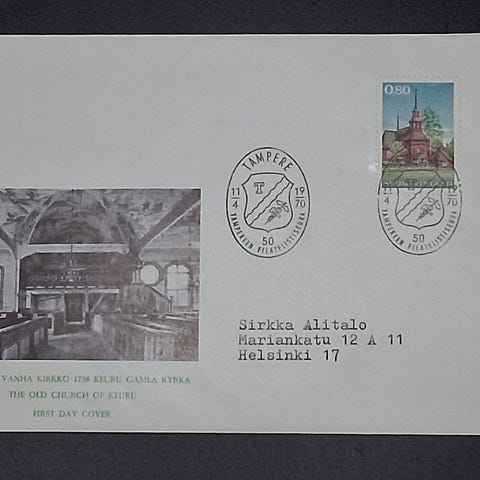 0.80
SUOMI FINLAND
TAMPERE
T
11 19
4 70
50
TAMPEREEN FILATELISTISEURA
19
4 70
50
TAMPEREEN FILATELISTISEURA
Sirkka Alitalo
Mariankatu 12 A 11
Helsinki 17
VANHA KIRKKO 1758 KEURU GAMLA KYRKA
THE OLD CHURCH OF KEURU
FIRST DAY COVER